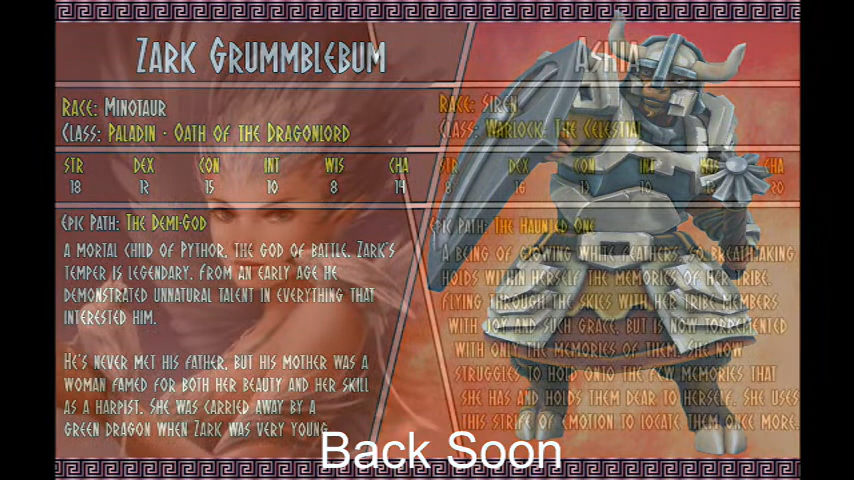 ZARK GRUMMBLEBUM
RACE: MINOTAUR
CLASS: PALADIN - OATH OF THE DRAGONLORD
STR DEX CON INT WIS CHA
18 12 15 10 8 14
EPIC PATH: THE DEMI-GOD
A MORTAL CHILD OF PYTHOR, THE GOD OF BATTLE. ZARK'S
TEMPER IS LEGENDARY. FROM AN EARLY AGE HE
DEMONSTRATED UNNATURAL TALENT IN EVERYTHING THAT
INTERESTED HIM.
HE'S NEVER MET HIS FATHER, BUT HIS MOTHER WAS A
WOMAN FAMED FOR BOTH HER BEAUTY AND HER SKILL
AS A HARPIST. SHE WAS CARRIED AWAY BY A
GREEN DRAGON WHEN ZARK WAS VERY YOUNG
ASHIA
RACE: SIREN
CLASS: WARLOCK: THE CELESTIAL
STR DEX CON INT WIS CHA
8 16 13 10 20
EPIC PATH: THE HAUNTED ONE
A BEING OF GLOWING WHITE FEATHERS, SO BREATHTAKING
HOLDS WITHIN HERSELF THE MEMORIES OF HER TRIBE.
FLYING THROUGH THE SKIES WITH HER TRIBE MEMBERS
WITH JOY AND SUCH GRACE, BUT IS NOW TORMENTED
WITH ONLY THE MEMORIES OF THEM. SHE NOW
STRUGGLES TO HOLD ONTO THE FEW MEMORIES THAT
SHE HAS AND HOLDS THEM DEAR TO HERSELF. SHE USES
THIS STRIFE OF EMOTION TO LOCATE THEM ONCE MORE.
Back Soon